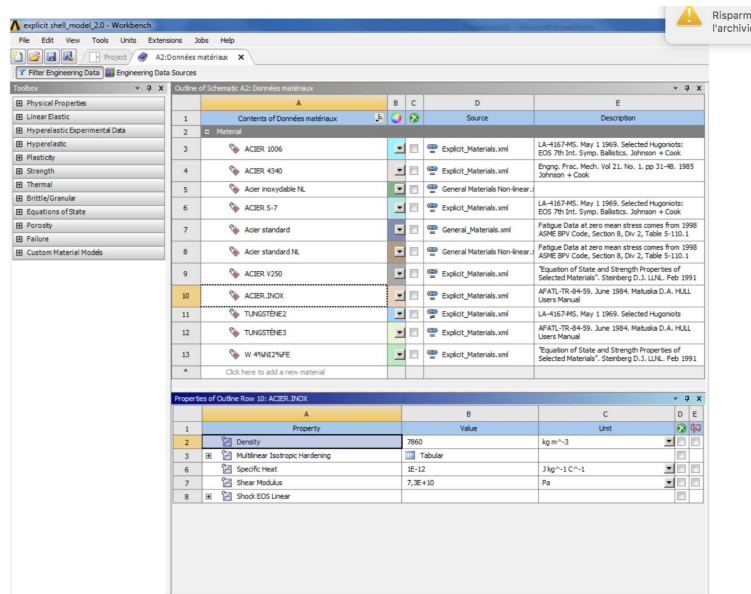 explicit shell_model_2.0 - Workbench
Risparm
l'archivi
File Edit View Tools Units Extensions Jobs Help
Project A2:Données matériaux X
Filter Engineering Data Engineering Data Sources
Toolbox
Outline of Schematic A2: Données matériaux
Physical Properties
Linear Elastic
Hyperelastic Experimental Data
Hyperelastic
Plasticity
Strength
Thermal
Brittle/Granular
Equations of State
Porosity
Failure
Custom Material Models
A B C D E
1 Contents of Données matériaux Source Description
2 Material
3 ACIER 1006 Explicit_Materials.xml LA-4167-MS. May 1 1969. Selected Hugoniots:
EOS 7th Int. Symp. Ballistics. Johnson + Cook
4 ACIER 4340 Explicit_Materials.xml Engng. Frac. Mech. Vol 21. No. 1. pp 31-48. 1985
Johnson + Cook
5 Acier inoxydable NL General Materials Non-linear.x
6 ACIER S-7 Explicit_Materials.xml LA-4167-MS. May 1 1969. Selected Hugoniots:
EOS 7th Int. Symp. Ballistics. Johnson + Cook
7 Acier standard General_Materials.xml Fatigue Data at zero mean stress comes from 1998
ASME BPV Code, Section 8, Div 2, Table 5-110.1
8 Acier standard NL General Materials Non-linear. Fatigue Data at zero mean stress comes from 1998
ASME BPV Code, Section 8, Div 2, Table 5-110.1
9 ACIER V250 Explicit_Materials.xml "Equation of State and Strength Properties of
Selected Materials". Steinberg D.J. LLNL. Feb 1991
10 ACIER.INOX Explicit_Materials.xml AFATL-TR-84-59. June 1984. Matuska D.A. HULL
Users Manual
11 TUNGSTÈNE2 Explicit_Materials.xml LA-4167-MS. May 1 1969. Selected Hugoniots
12 TUNGSTÈNE3 Explicit_Materials.xml AFATL-TR-84-59. June 1984. Matuska D.A. HULL
Users Manual
13 W 4%NI2%FE Explicit_Materials.xml "Equation of State and Strength Properties of
Selected Materials". Steinberg D.J. LLNL. Feb 1991
* Click here to add a new material
Properties of Outline Row 10: ACIER.INOX
A B C D E
1 Property Value Unit
2 Density 7860 kg m^-3
3 Multilinear Isotropic Hardening Tabular
6 Specific Heat 1E-12 J kg^-1 C^-1
7 Shear Modulus 7,3E+10 Pa
8 Shock EOS Linear